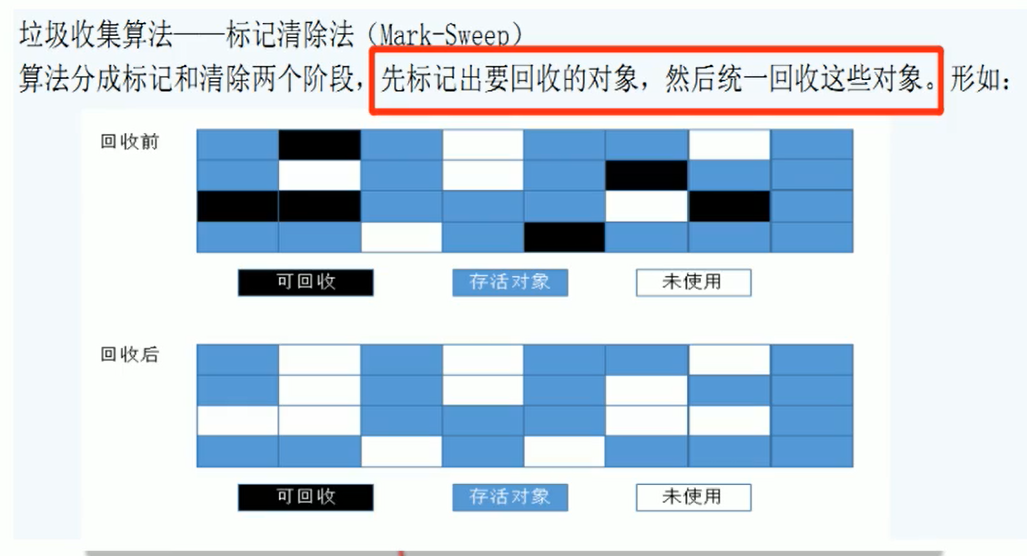 垃圾收集算法——标记清除法（Mark-Sweep）
算法分成标记和清除两个阶段，先标记出要回收的对象，然后统一回收这些对象。形如：
回收前
可回收 存活对象 未使用
回收后
可回收 存活对象 未使用